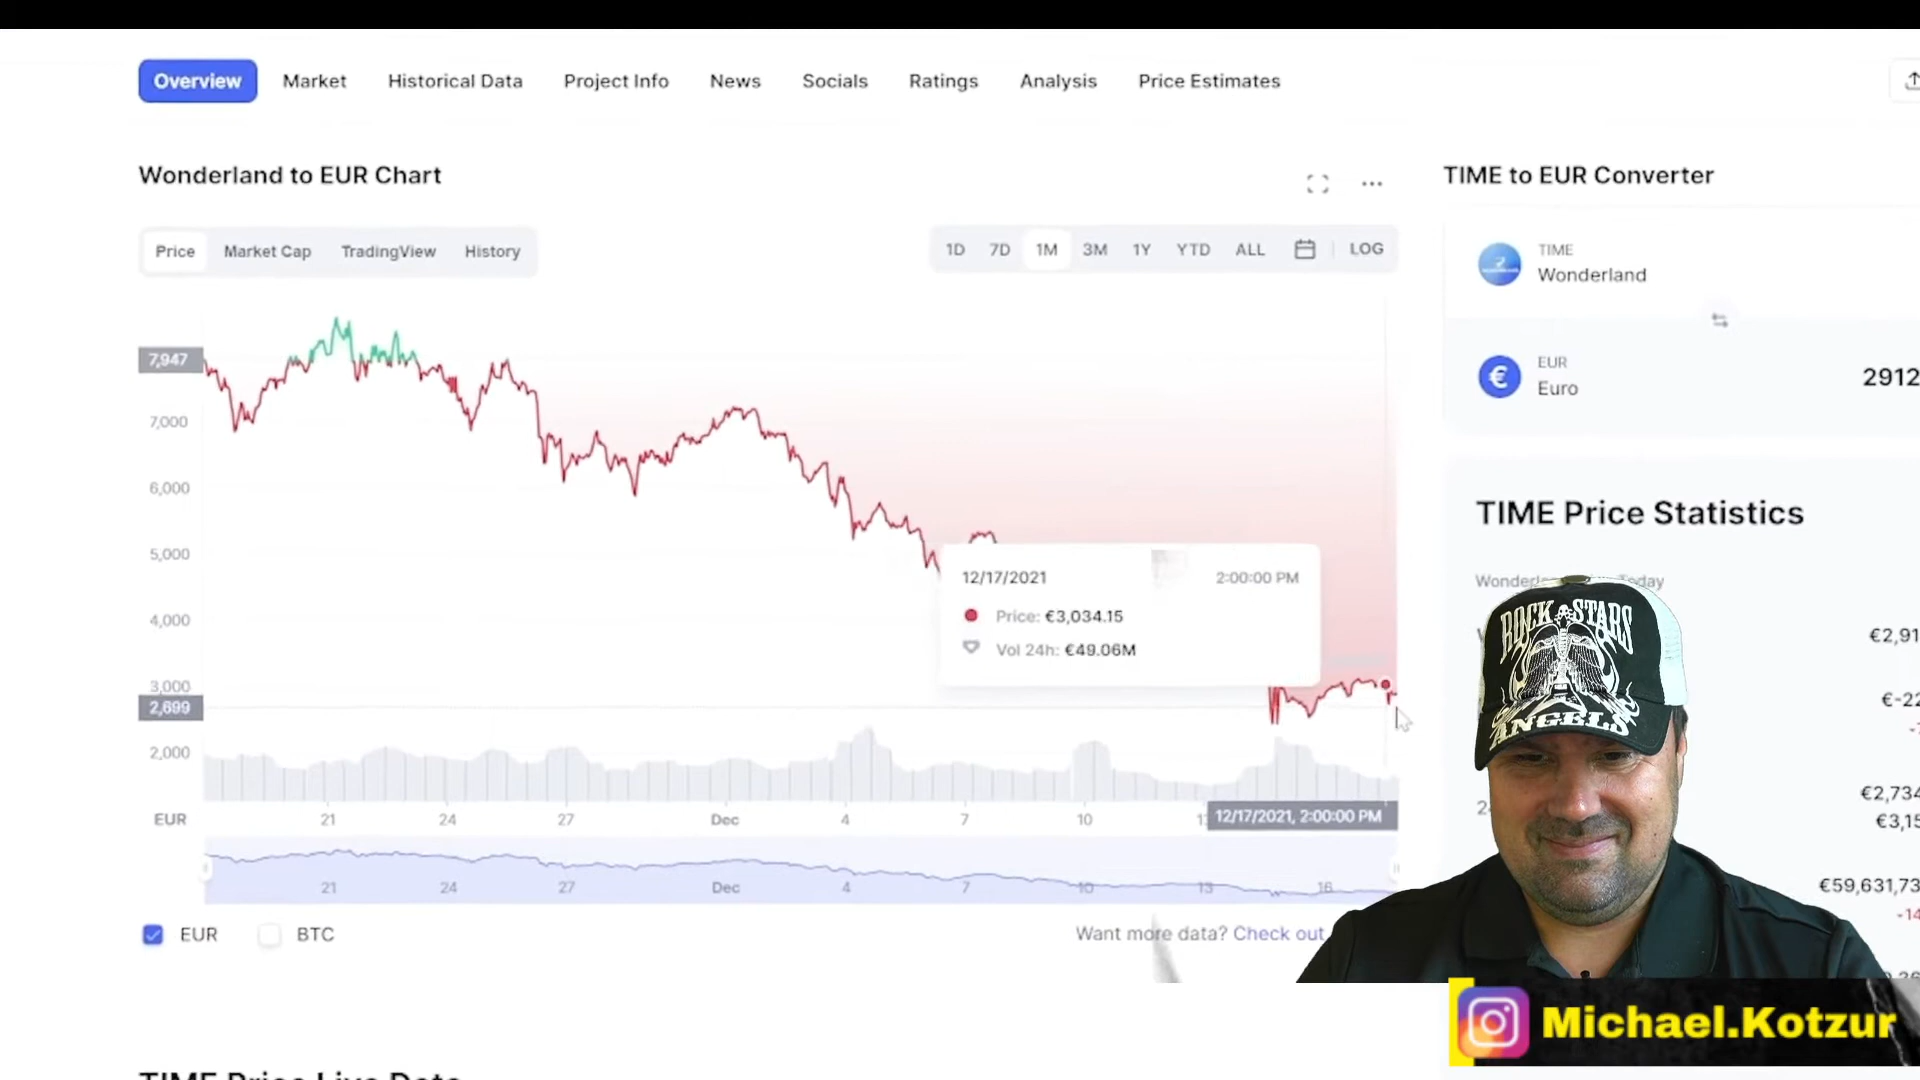 Overview Market Historical Data Project Info News Socials Ratings Analysis Price Estimates
Wonderland to EUR Chart
TIME to EUR Converter
Price Market Cap TradingView History
1D 7D 1M 3M 1Y YTD ALL LOG
TIME
Wonderland
EUR
Euro
2912
7,947
7,000
6,000
5,000
4,000
3,000
2,699
2,000
12/17/2021 2:00:00 PM
Price: €3,034.15
Vol 24h: €49.06M
EUR 21 24 27 Dec 4 7 10
12/17/2021, 2:00:00 PM
21 24 27 Dec 4 7 10 13 16
EUR BTC
Want more data? Check out
TIME Price Statistics
€2,91
€-22
€2,734
€3,15
€59,631,73
-14
ROCK STARS
ANGELS
Michael.Kotzur
TIME Price Live Data